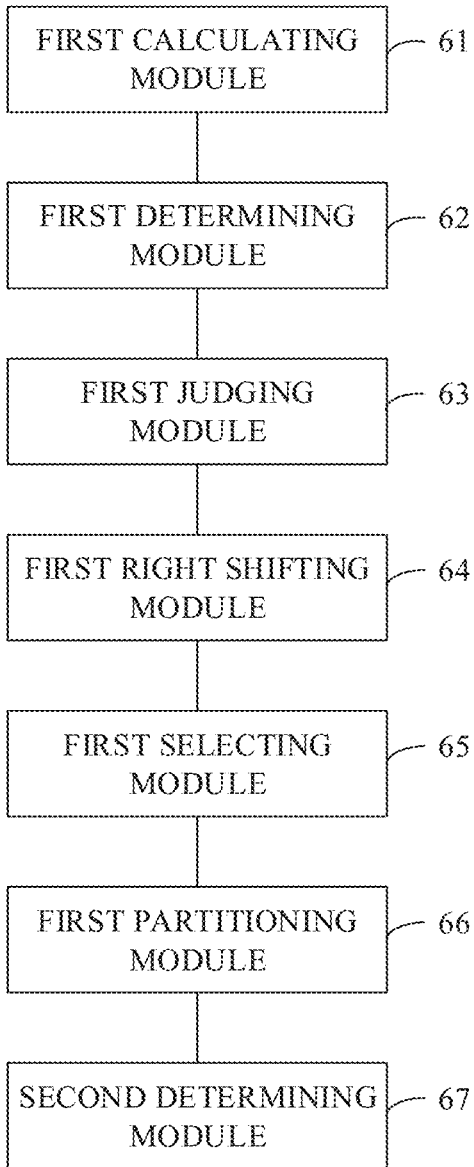 FIRST CALCULATING
MODULE
61
FIRST DETERMINING
MODULE
62
FIRST JUDGING
MODULE
63
FIRST RIGHT SHIFTING
MODULE
64
FIRST SELECTING
MODULE
65
FIRST PARTITIONING
MODULE
66
SECOND DETERMINING
MODULE
67